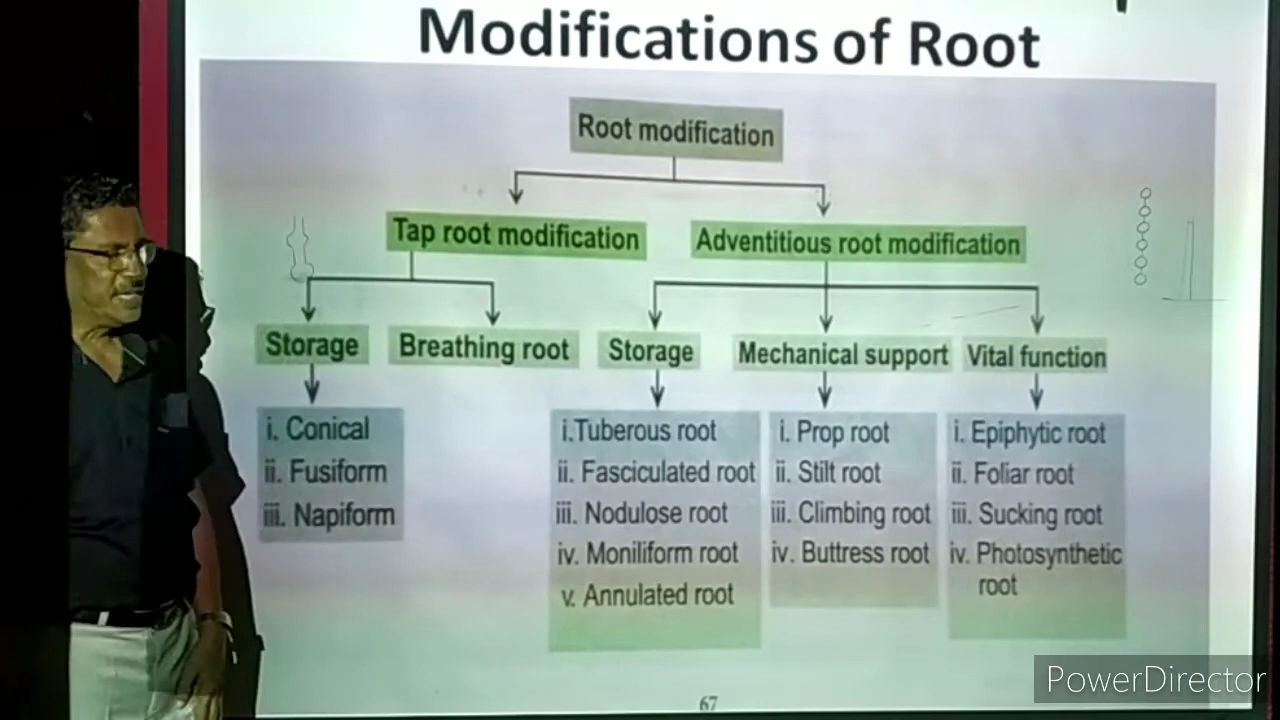 Modifications of Root
Root modification
Tap root modification
Adventitious root modification
Storage
Breathing root
Storage
Mechanical support
Vital function
i. Conical
ii. Fusiform
iii. Napiform
i.Tuberous root
ii. Fasciculated root
iii. Nodulose root
iv. Moniliform root
v. Annulated root
i. Prop root
ii. Stilt root
iii. Climbing root
iv. Buttress root
i. Epiphytic root
ii. Foliar root
iii. Sucking root
iv. Photosynthetic
root
67
PowerDirector